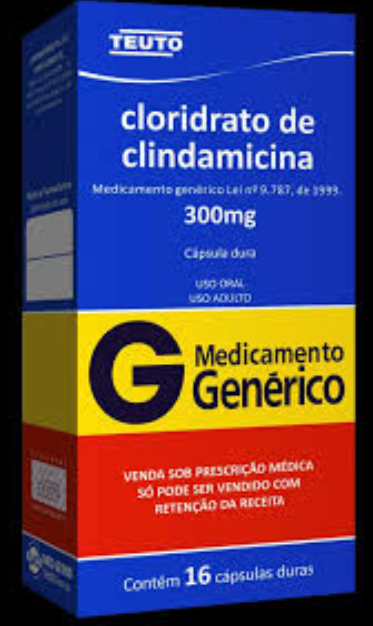 TEUTO
cloridrato de
clindamicina
Medicamento genérico Lei nº 9.787, de 1999.
300mg
Cápsula dura
USO ORAL
USO ADULTO
G Medicamento
Genérico
VENDA SOB PRESCRIÇÃO MÉDICA
SÓ PODE SER VENDIDO COM
RETENÇÃO DA RECEITA
Contém 16 cápsulas duras